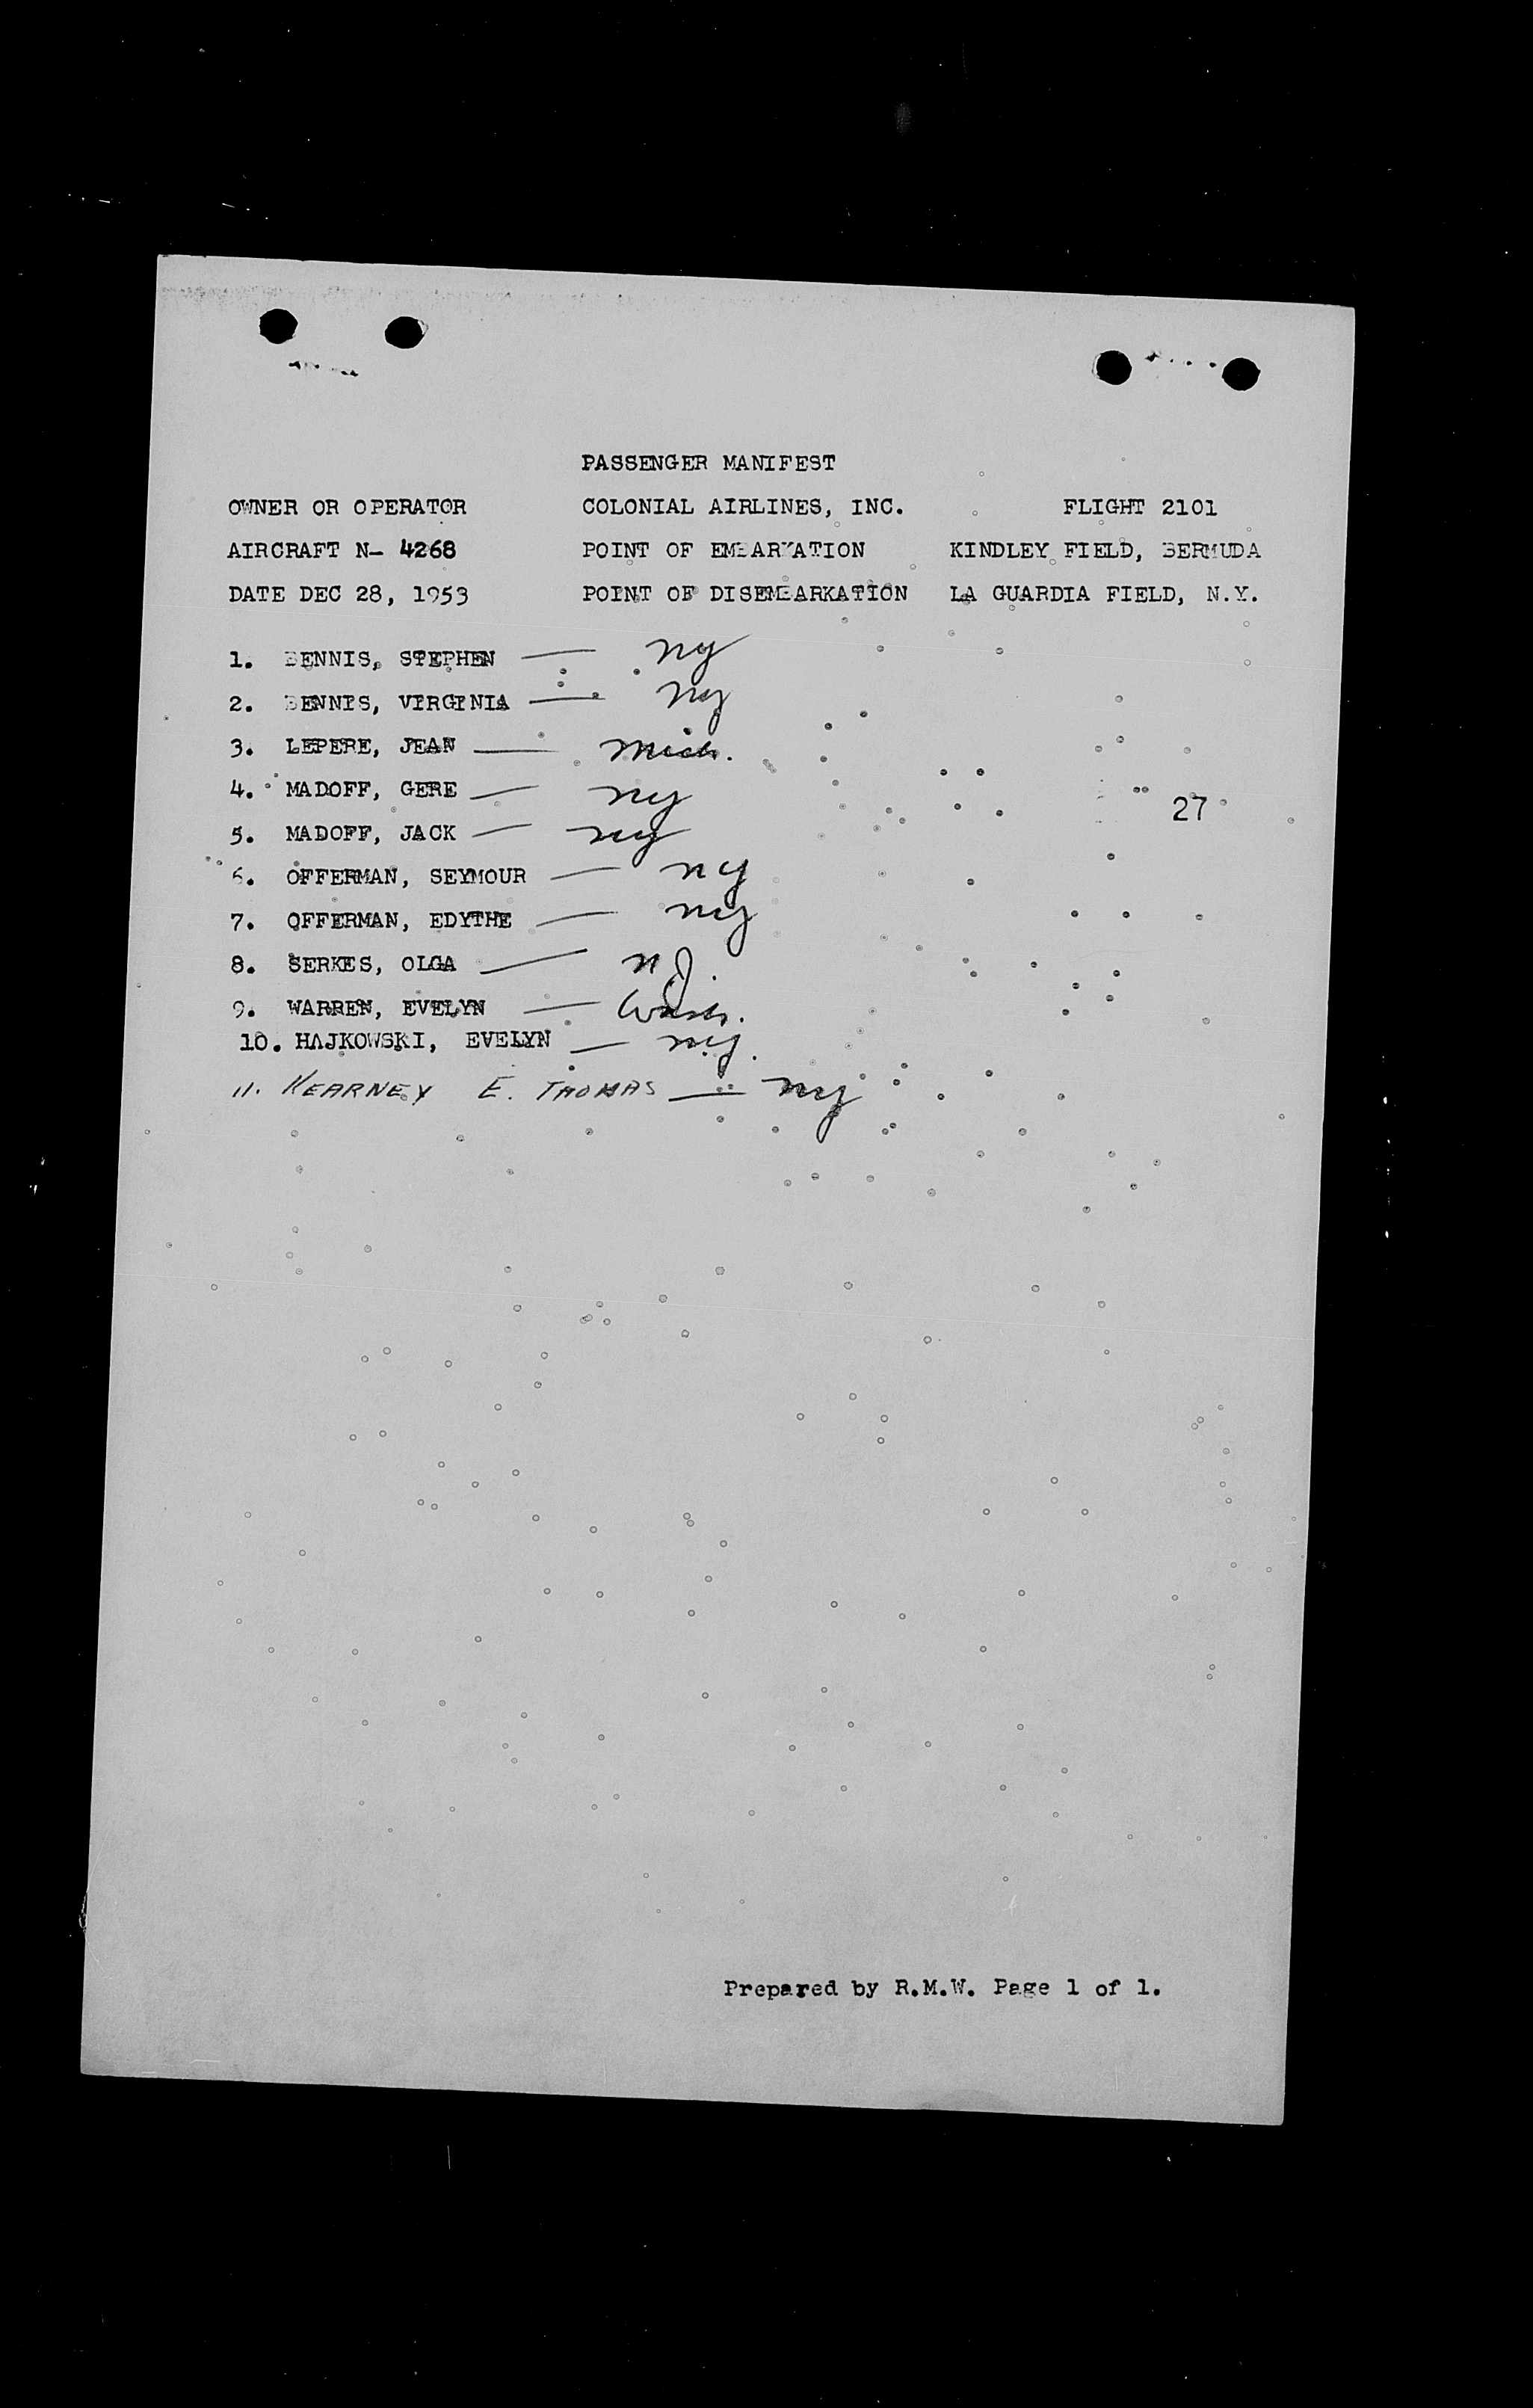 PASSENGER MANIFEST
OWNER OR OPERATOR COLONIAL AIRLINES, INC. FLIGHT 2101
AIRCRAFT N- 4268 POINT OF EMBARKATION KINDLEY FIELD, BERMUDA
DATE DEC 28, 1953 POINT OF DISEMBARKATION LA GUARDIA FIELD, N.Y.
1. BENNIS, STEPHEN — ny
2. BENNIS, VIRGINIA — ny
3. LEPERE, JEAN — Mich.
4. MADOFF, GERE — ny
27
5. MADOFF, JACK — ny
6. OFFERMAN, SEYMOUR — ny
7. OFFERMAN, EDYTHE — ny
8. SERKES, OLGA — n.J.
9. WARREN, EVELYN — Wash.
10. HAJKOWSKI, EVELYN — ny.
11. KEARNEY E. THOMAS — ny
Prepared by R.M.W. Page 1 of 1.